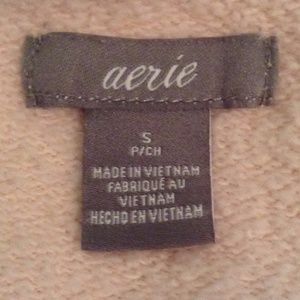 aerie
S
P/CH
MADE IN VIETNAM
FABRIQUÉ AU
VIETNAM
HECHO EN VIETNAM